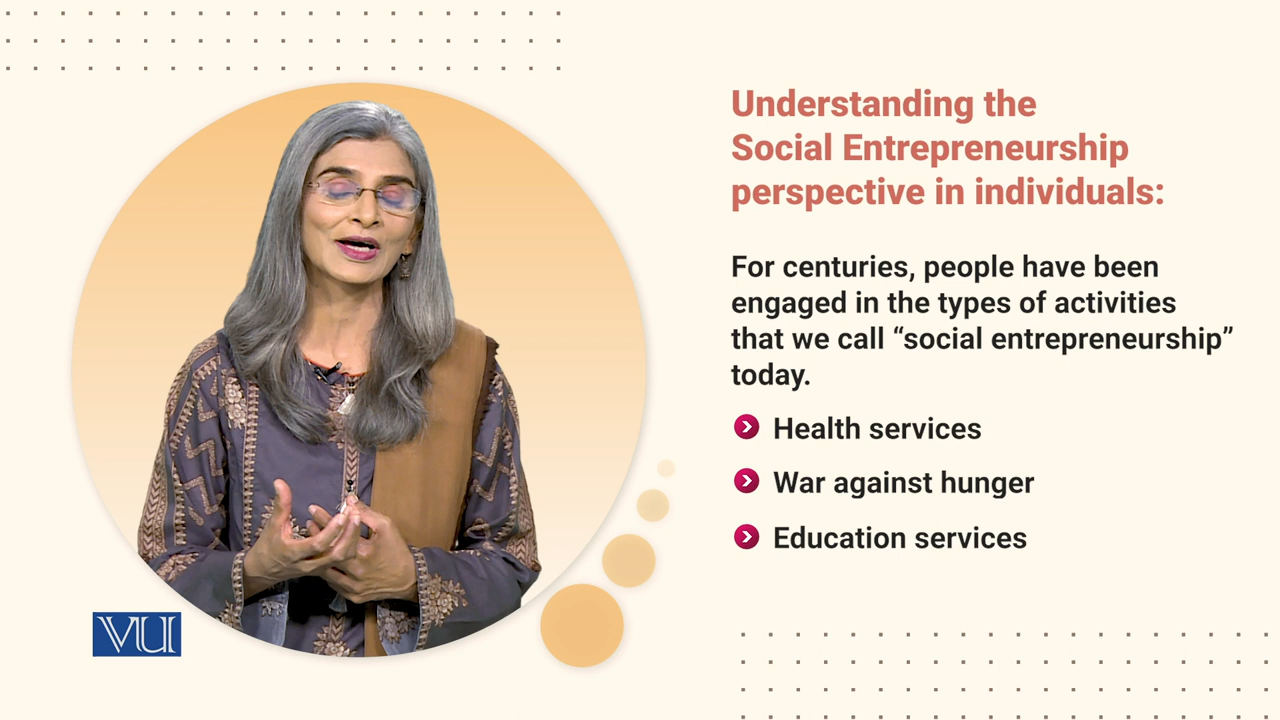 Understanding the
Social Entrepreneurship
perspective in individuals:
For centuries, people have been
engaged in the types of activities
that we call “social entrepreneurship”
today.
Health services
War against hunger
Education services
VU